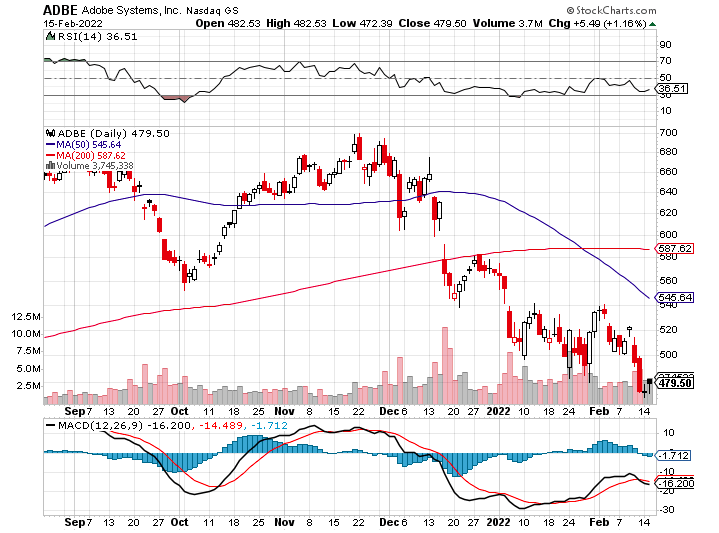 ADBE Adobe Systems, Inc. Nasdaq GS © StockCharts.com
15-Feb-2022 Open 482.53 High 482.53 Low 472.39 Close 479.50 Volume 3.7M Chg +5.49 (+1.16%)
RSI(14) 36.51
90
70
50
36.51
30
10
ADBE (Daily) 479.50
MA(50) 545.64
MA(200) 587.62
Volume 3,745,338
700
680
660
640
620
600
587.62
580
560
545.64
540
520
500
479.50
12.5M
10.0M
7.5M
5.0M
2.5M
Sep 7 13 20 27 Oct 11 18 25 Nov 8 15 22 Dec 6 13 20 27 2022 10 18 24 Feb 7 14
MACD(12,26,9) -16.200, -14.489, -1.712
10
-1.712
-10
-16.200
-20
-30
Sep 7 13 20 27 Oct 11 18 25 Nov 8 15 22 Dec 6 13 20 27 2022 10 18 24 Feb 7 14